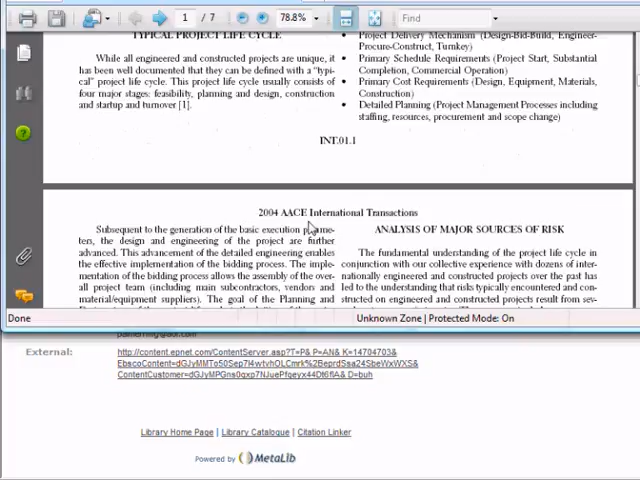 1 / 7
78.8%
Find
TYPICAL PROJECT LIFE CYCLE
While all engineered and constructed projects are unique, it
has been well documented that they can be defined with a "typi-
cal" project life cycle. This project life cycle usually consists of
four major stages: feasibility, planning and design, construction
and startup and turnover [1].
• Project Delivery Mechanism (Design-Bid-Build, Engineer-
Procure-Construct, Turnkey)
• Primary Schedule Requirements (Project Start, Substantial
Completion, Commercial Operation)
• Primary Cost Requirements (Design, Equipment, Materials,
Construction)
• Detailed Planning (Project Management Processes including
staffing, resources, procurement and scope change)
INT.01.1
2004 AACE International Transactions
Subsequent to the generation of the basic execution parame-
ters, the design and engineering of the project are further
advanced. This advancement of the detailed engineering enables
the effective implementation of the bidding process. The imple-
mentation of the bidding process allows the assembly of the over-
all project team (including main subcontractors, vendors and
material/equipment suppliers). The goal of the Planning and
ANALYSIS OF MAJOR SOURCES OF RISK
The fundamental understanding of the project life cycle in
conjunction with our collective experience with dozens of inter-
nationally engineered and constructed projects over the past has
led to the understanding that risks typically encountered and con-
structed on engineered and constructed projects result from sev-
Done
Unknown Zone | Protected Mode: On
External:
http://content.epnet.com/ContentServer.asp?T=P& P=AN& K=14704703&
Library Home Page | Library Catalogue | Citation Linker
Powered by MetaLib